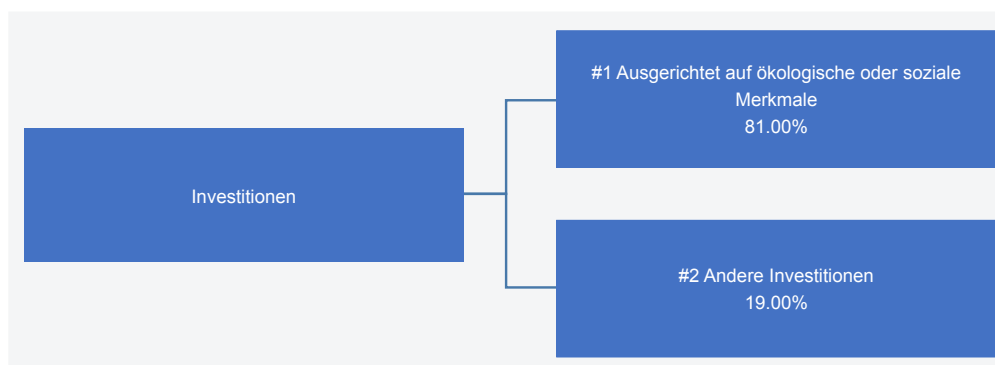 Investitionen
#1 Ausgerichtet auf ökologische oder soziale
Merkmale
81.00%
#2 Andere Investitionen
19.00%